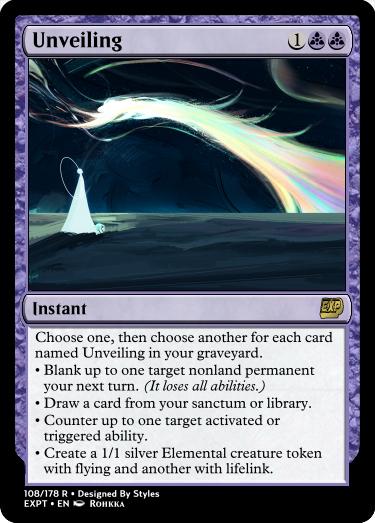 Unveiling 1
EXP
Instant
Choose one, then choose another for each card
named Unveiling in your graveyard.
• Blank up to one target nonland permanent
your next turn. (It loses all abilities.)
• Draw a card from your sanctum or library.
• Counter up to one target activated or
triggered ability.
• Create a 1/1 silver Elemental creature token
with flying and another with lifelink.
108/178 R • Designed By Styles
EXPT • EN Rohkka